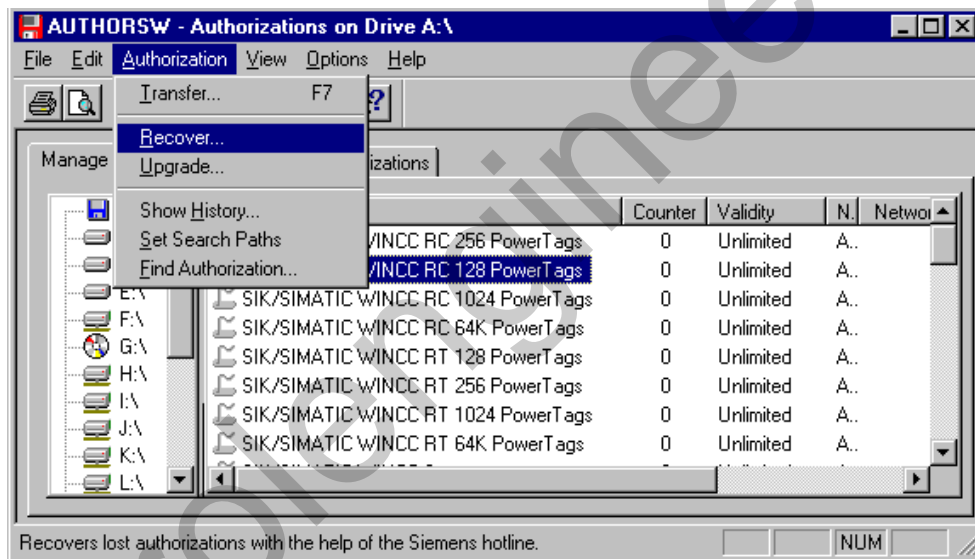 AUTHORSW - Authorizations on Drive A:\
File Edit Authorization View Options Help
Transfer... F7
Recover...
Upgrade...
Show History...
Set Search Paths
Find Authorization...
Manage
izations
Counter Validity N. Networ
/INCC RC 256 PowerTags 0 Unlimited A..
/INCC RC 128 PowerTags 0 Unlimited A..
E:\ SIK/SIMATIC WINCC RC 1024 PowerTags 0 Unlimited A..
F:\ SIK/SIMATIC WINCC RC 64K PowerTags 0 Unlimited A..
G:\ SIK/SIMATIC WINCC RT 128 PowerTags 0 Unlimited A..
H:\ SIK/SIMATIC WINCC RT 256 PowerTags 0 Unlimited A..
I:\ SIK/SIMATIC WINCC RT 1024 PowerTags 0 Unlimited A..
J:\ SIK/SIMATIC WINCC RT 64K PowerTags 0 Unlimited A..
K:\
L:\
Recovers lost authorizations with the help of the Siemens hotline.
NUM